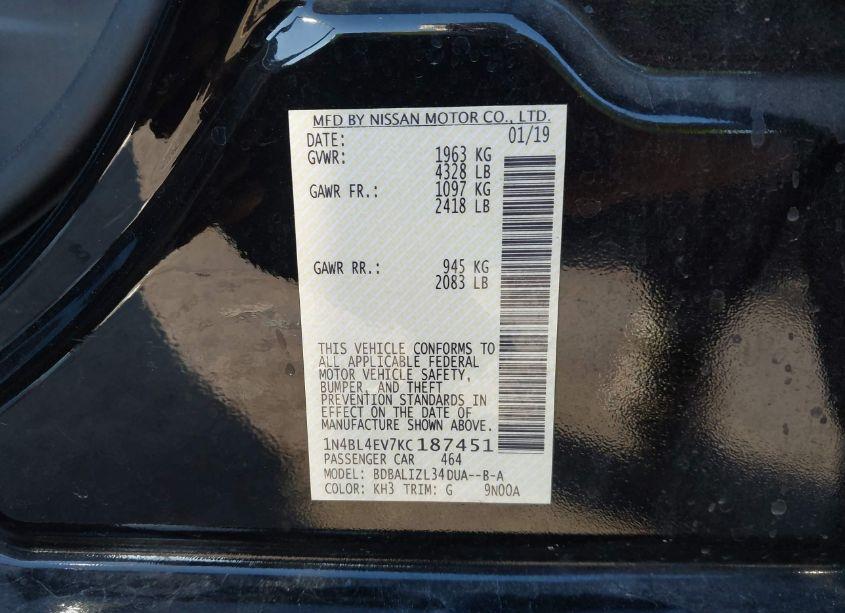 MFD BY NISSAN MOTOR CO., LTD.
DATE: 01/19
GVWR: 1963 KG
4328 LB
GAWR FR.: 1097 KG
2418 LB
GAWR RR.: 945 KG
2083 LB
THIS VEHICLE CONFORMS TO
ALL APPLICABLE FEDERAL
MOTOR VEHICLE SAFETY,
BUMPER, AND THEFT
PREVENTION STANDARDS IN
EFFECT ON THE DATE OF
MANUFACTURE SHOWN ABOVE.
1N4BL4EV7KC187451
PASSENGER CAR 464
MODEL: BDBALIZL34DUA--B-A
COLOR: KH3 TRIM: G 9N00A